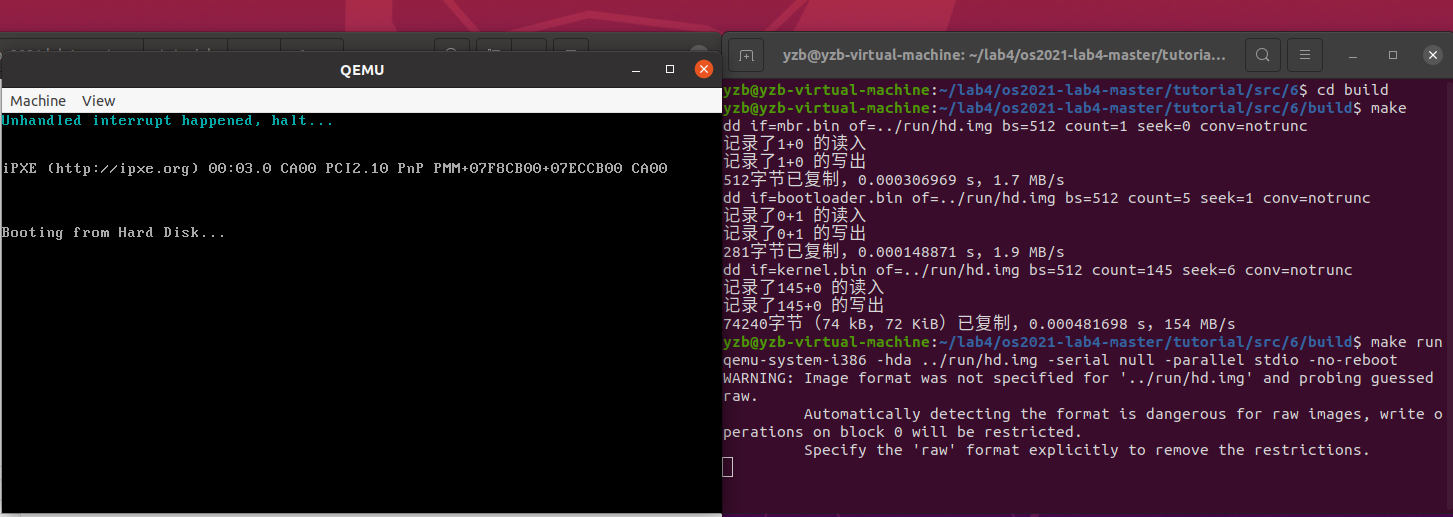 QEMU
Machine View
Unhandled interrupt happened, halt...
iPXE (http://ipxe.org) 00:03.0 CA00 PCI2.10 PnP PMM+07F8CB00+07ECCB00 CA00
Booting from Hard Disk...
yzb@yzb-virtual-machine: ~/lab4/os2021-lab4-master/tutoria...
yzb@yzb-virtual-machine:~/lab4/os2021-lab4-master/tutorial/src/6$ cd build
yzb@yzb-virtual-machine:~/lab4/os2021-lab4-master/tutorial/src/6/build$ make
dd if=mbr.bin of=../run/hd.img bs=512 count=1 seek=0 conv=notrunc
记录了1+0 的读入
记录了1+0 的写出
512字节已复制，0.000306969 s，1.7 MB/s
dd if=bootloader.bin of=../run/hd.img bs=512 count=5 seek=1 conv=notrunc
记录了0+1 的读入
记录了0+1 的写出
281字节已复制，0.000148871 s，1.9 MB/s
dd if=kernel.bin of=../run/hd.img bs=512 count=145 seek=6 conv=notrunc
记录了145+0 的读入
记录了145+0 的写出
74240字节（74 kB，72 KiB）已复制，0.000481698 s，154 MB/s
yzb@yzb-virtual-machine:~/lab4/os2021-lab4-master/tutorial/src/6/build$ make run
qemu-system-i386 -hda ../run/hd.img -serial null -parallel stdio -no-reboot
WARNING: Image format was not specified for '../run/hd.img' and probing guessed
raw.
Automatically detecting the format is dangerous for raw images, write o
perations on block 0 will be restricted.
Specify the 'raw' format explicitly to remove the restrictions.